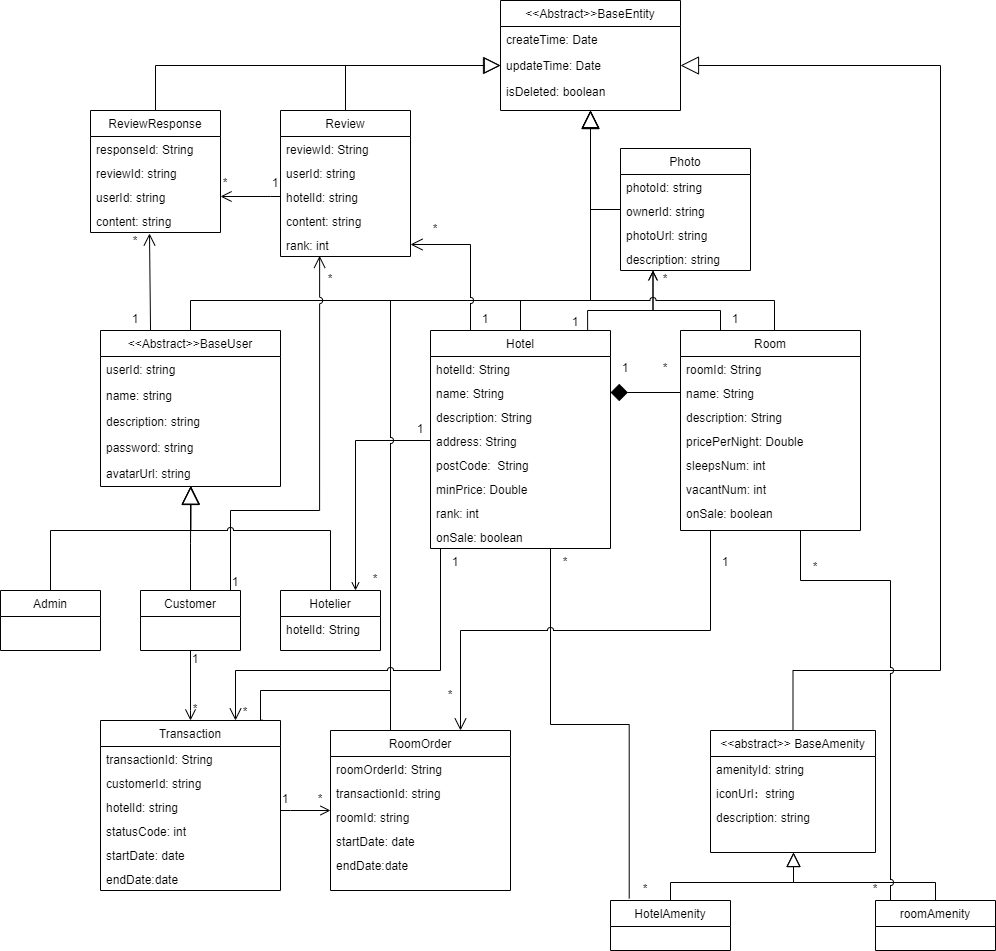 <<Abstract>>BaseEntity
createTime: Date
updateTime: Date
isDeleted: boolean
ReviewResponse
responseId: String
reviewId: string
userId: string
content: string
Review
reviewId: String
userId: string
hotelId: string
content: string
rank: int
Photo
photoId: string
ownerId: string
photoUrl: string
description: string
*
1
*
*
*
*
1
1
1
1
<<Abstract>>BaseUser
userId: string
name: string
description: string
password: string
avatarUrl: string
Hotel
hotelId: String
name: String
description: String
address: String
postCode:  String
minPrice: Double
rank: int
onSale: boolean
1
*
Room
roomId: String
name: String
description: String
pricePerNight: Double
sleepsNum: int
vacantNum: int
onSale: boolean
1
1
*
1
*
1
*
Admin
Customer
Hotelier
hotelId: String
1
*
*
*
Transaction
transactionId: String
customerId: string
hotelId: string
statusCode: int
startDate: date
endDate:date
1
*
RoomOrder
roomOrderId: String
transactionId: string
roomId: string
startDate: date
endDate:date
<<abstract>> BaseAmenity
amenityId: string
iconUrl：string
description: string
*
*
HotelAmenity
roomAmenity